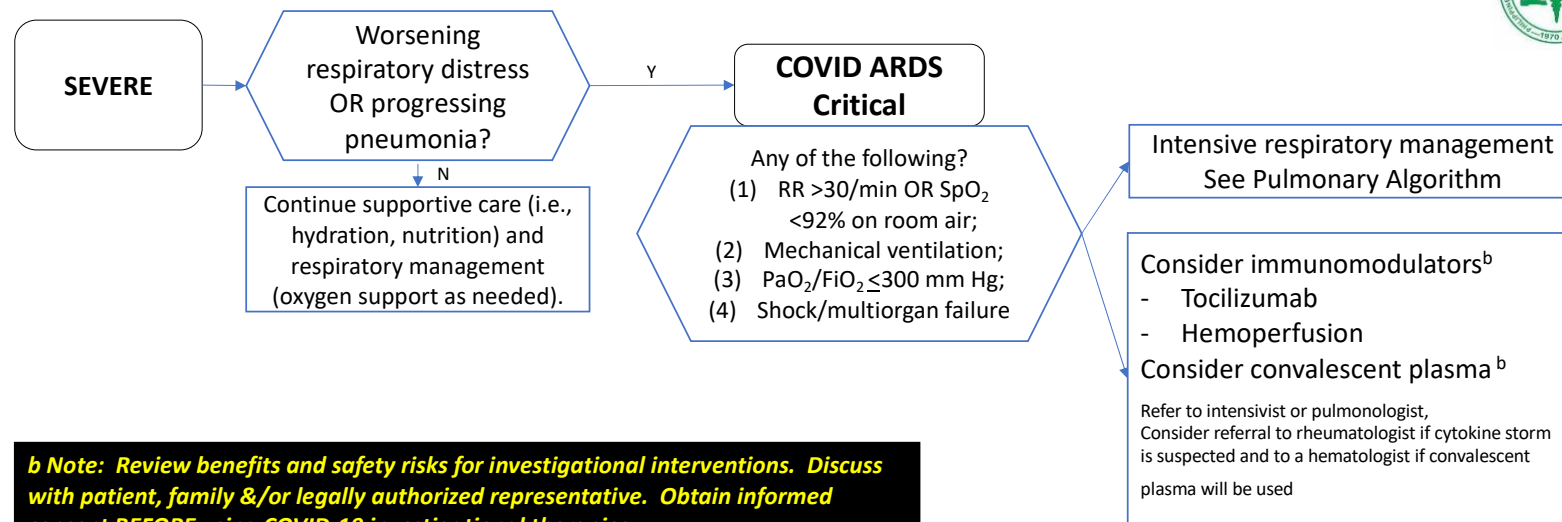 SEVERE
Worsening
respiratory distress
OR progressing
pneumonia?
Y
N
Continue supportive care (i.e.,
hydration, nutrition) and
respiratory management
(oxygen support as needed).
COVID ARDS
Critical
Any of the following?
(1) RR >30/min OR SpO₂
<92% on room air;
(2) Mechanical ventilation;
(3) PaO₂/FiO₂ ≤300 mm Hg;
(4) Shock/multiorgan failure
Intensive respiratory management
See Pulmonary Algorithm
Consider immunomodulatorsᵇ
- Tocilizumab
- Hemoperfusion
Consider convalescent plasma ᵇ
Refer to intensivist or pulmonologist,
Consider referral to rheumatologist if cytokine storm
is suspected and to a hematologist if convalescent
plasma will be used
b Note: Review benefits and safety risks for investigational interventions. Discuss
with patient, family &/or legally authorized representative. Obtain informed
1970